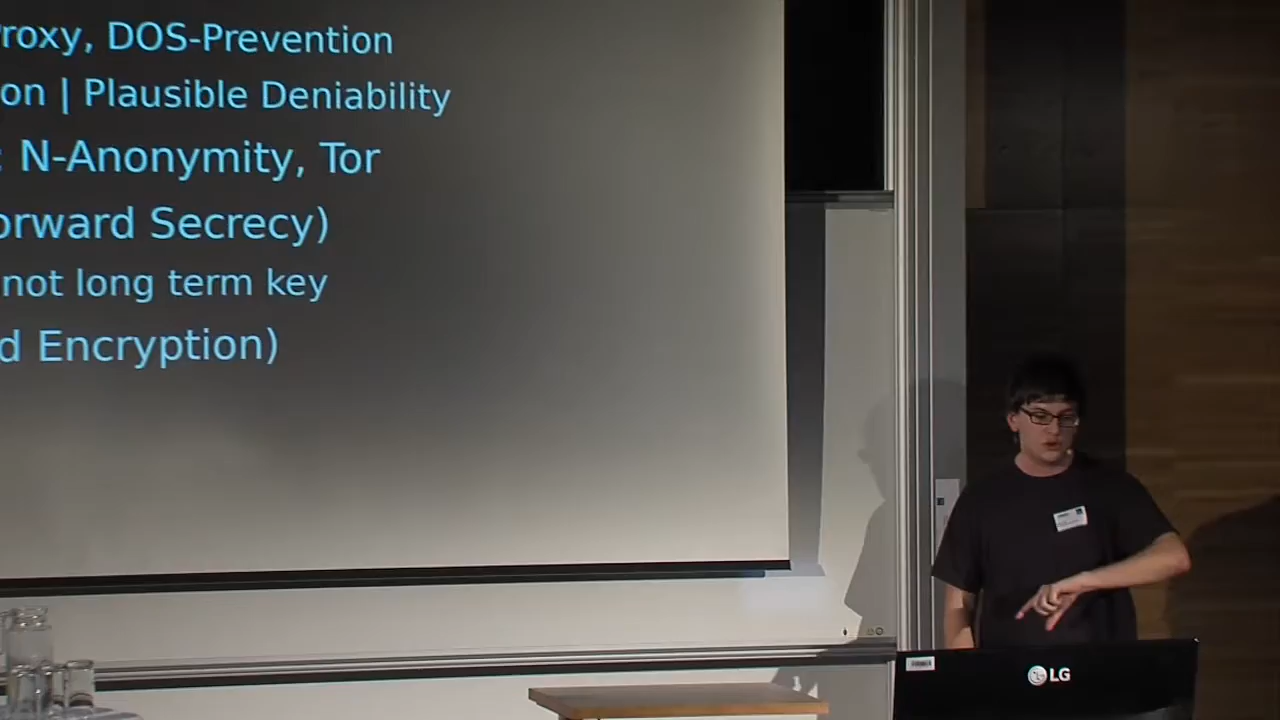 roxy, DOS-Prevention
on | Plausible Deniability
: N-Anonymity, Tor
orward Secrecy)
not long term key
d Encryption)
LG